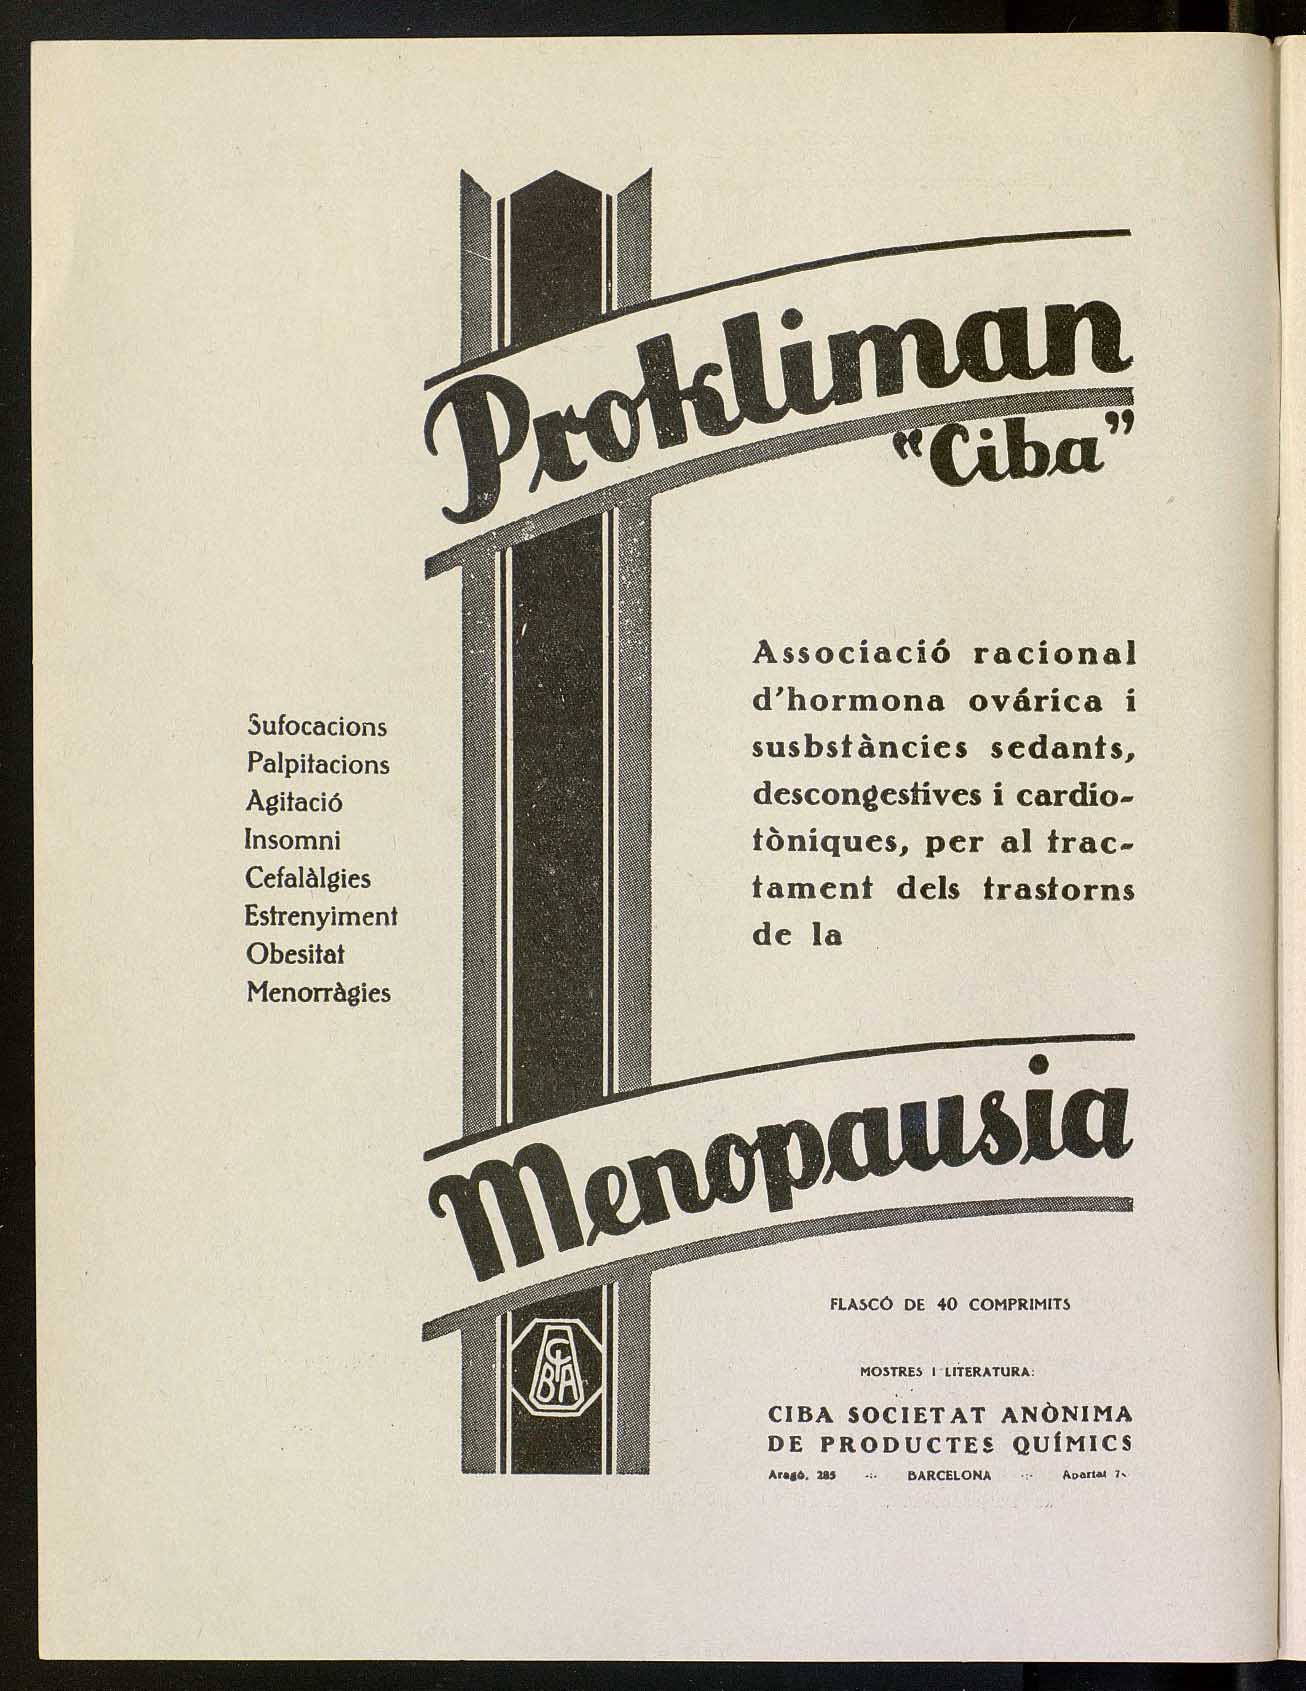 Prokliman
"Ciba"
Sufocacions
Palpitacions
Agitació
Insomni
Cefalàlgies
Estrenyiment
Obesitat
Menorràgies
Associació racional
d'hormona ovárica i
susbstàncies sedants,
descongestives i cardio-
tòniques, per al trac-
tament dels trastorns
de la
Menopausia
CIBA
FLASCÓ DE 40 COMPRIMITS
MOSTRES I LITERATURA:
CIBA SOCIETAT ANÒNIMA
DE PRODUCTES QUÍMICS
Aragó, 285 -:- BARCELONA -:- Apartat